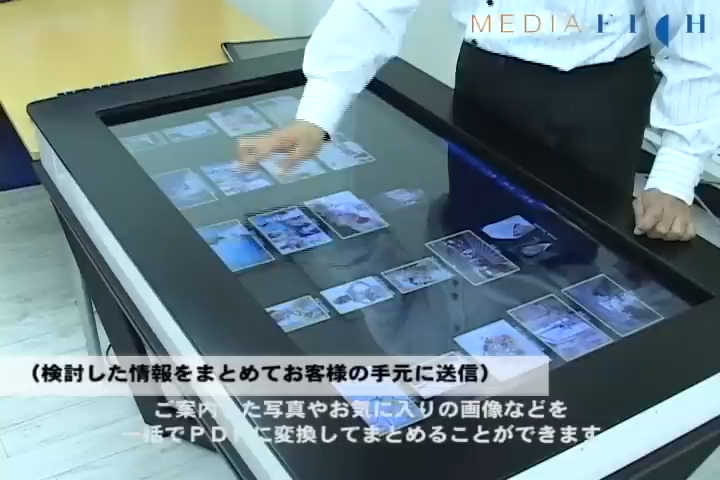 MEDIA EIGH
（検討した情報をまとめてお客様の手元に送信）
ご案内した写真やお気に入りの画像などを
一括でＰＤＦに変換してまとめることができます